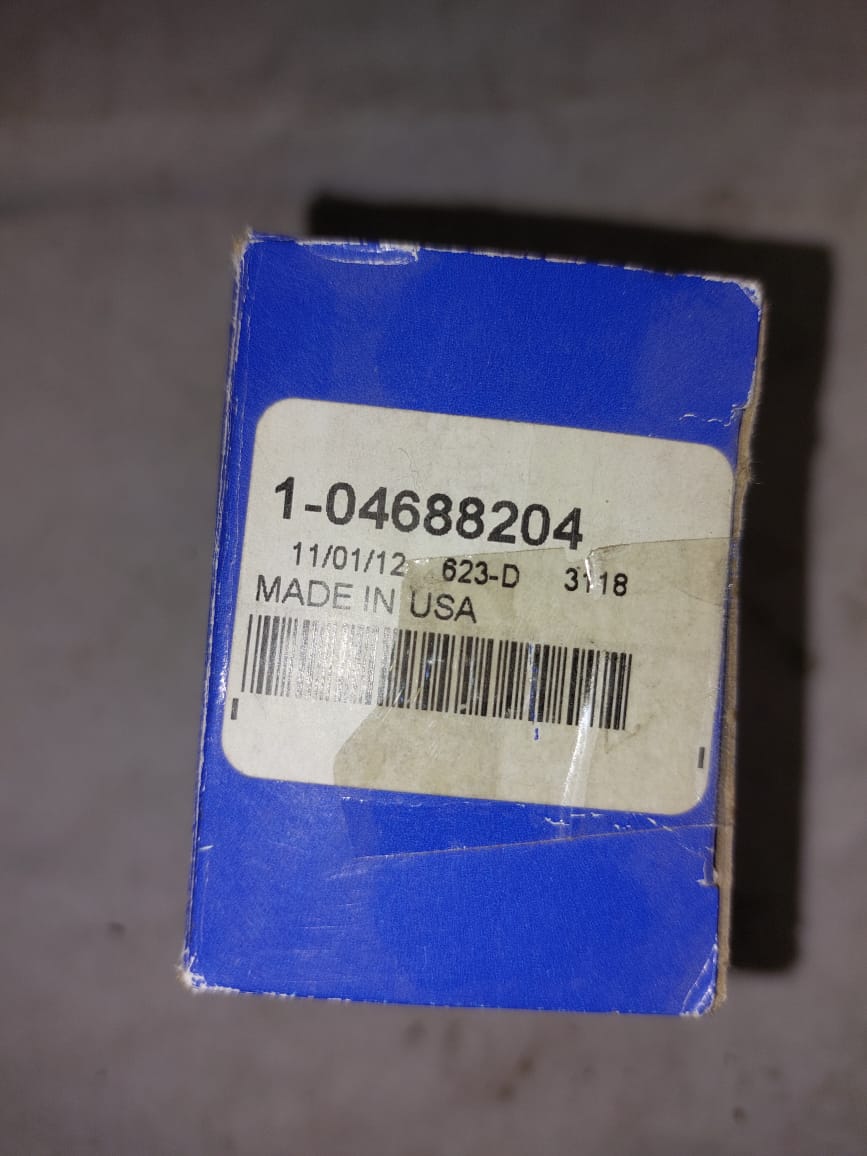 1-04688204
11/01/12 623-D 3118
MADE IN USA